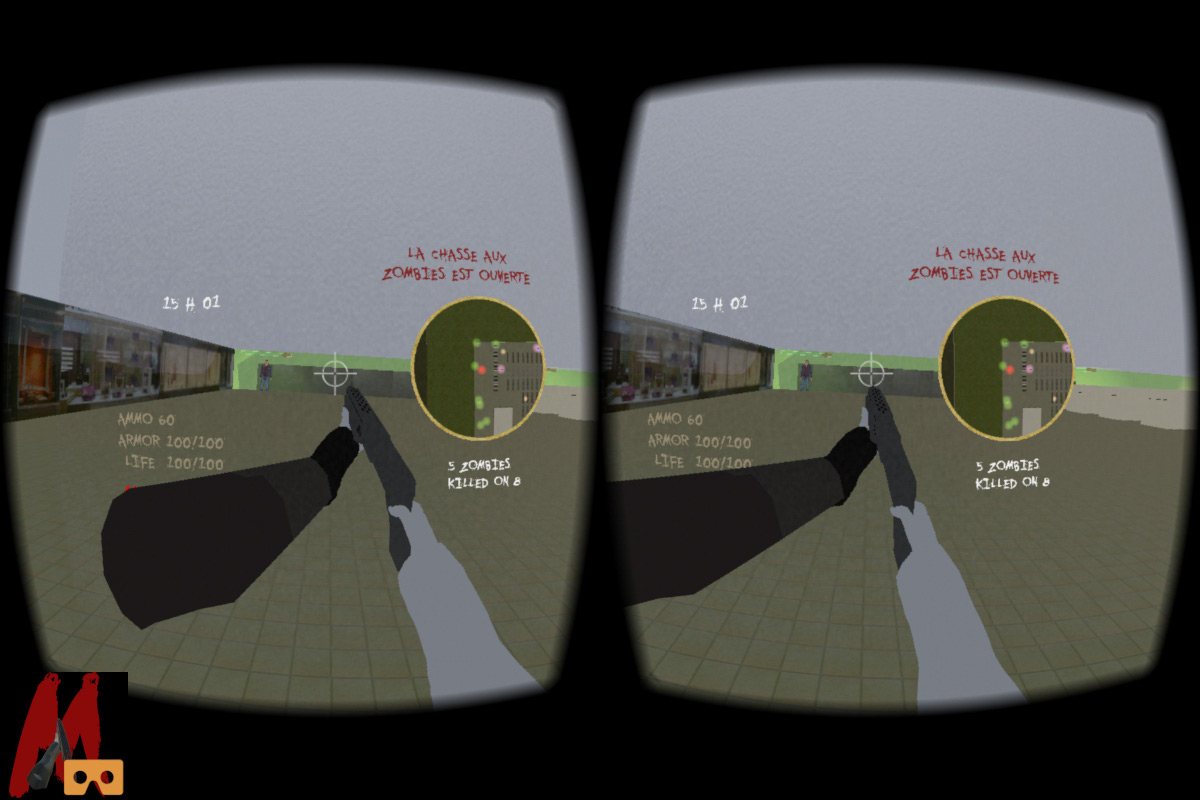 LA CHASSE AUX
ZOMBIES EST OUVERTE
15 H 01
AMMO 60
ARMOR 100/100
LIFE 100/100
5 ZOMBIES
KILLED ON 8
LA CHASSE AUX
ZOMBIES EST OUVERTE
15 H 01
AMMO 60
ARMOR 100/100
LIFE 100/100
5 ZOMBIES
KILLED ON 8
M